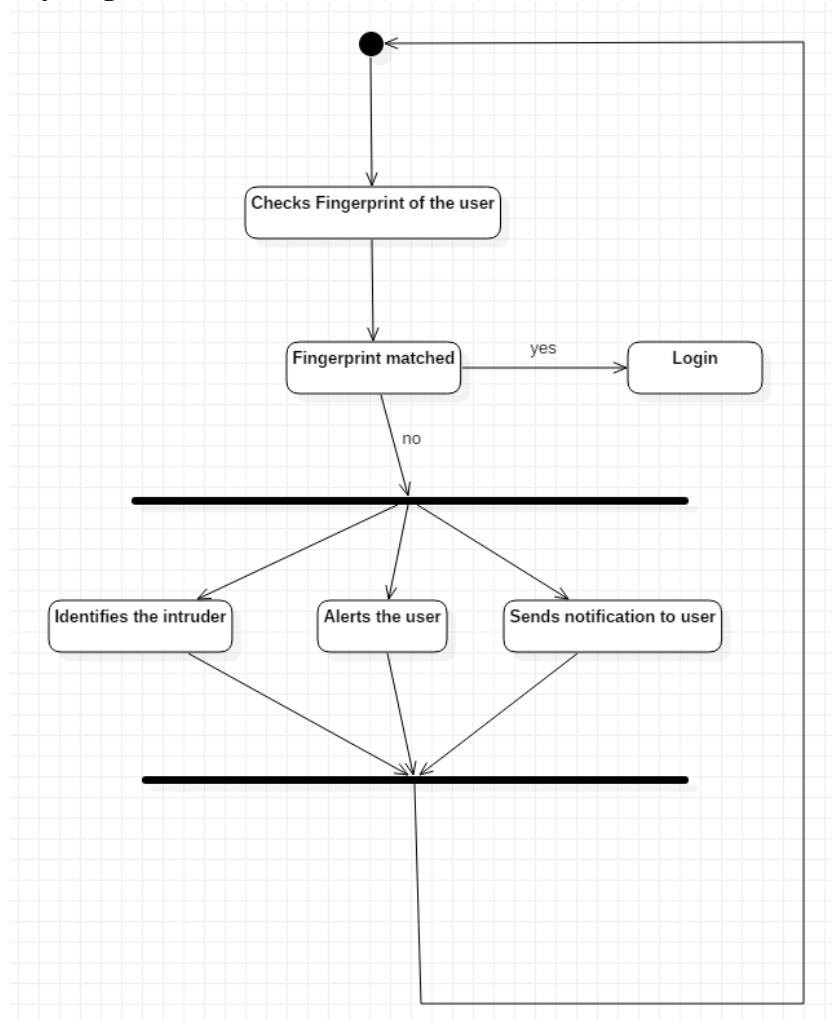 Checks Fingerprint of the user
Fingerprint matched
yes
Login
no
Identifies the intruder
Alerts the user
Sends notification to user